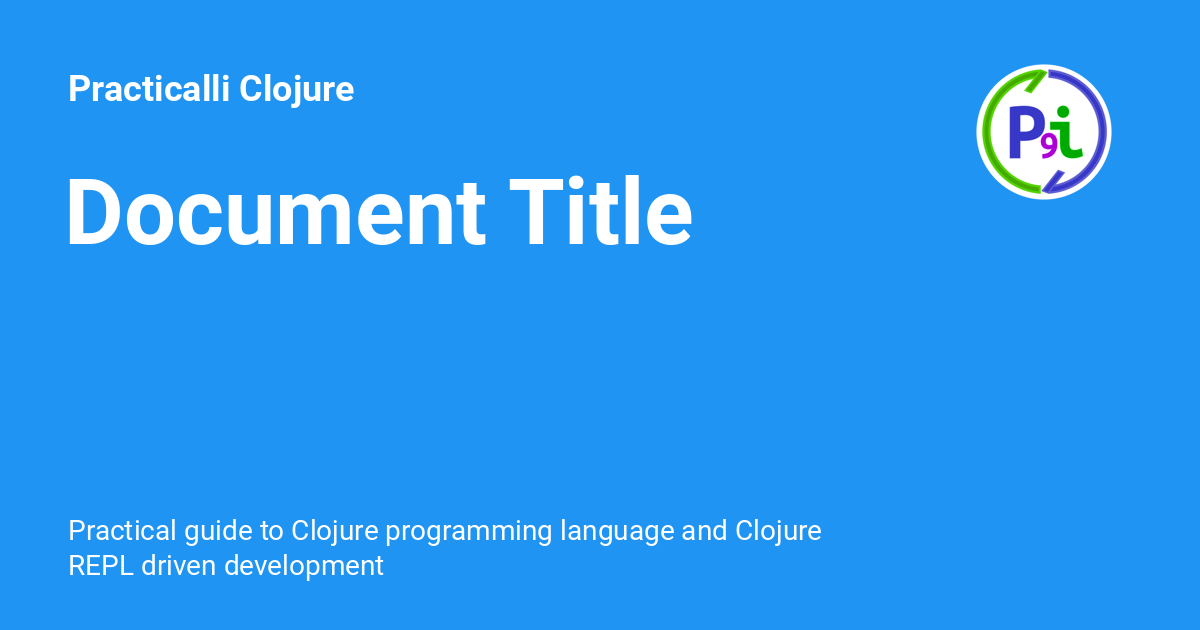 Practicalli Clojure
P9i
Document Title
Practical guide to Clojure programming language and Clojure
REPL driven development